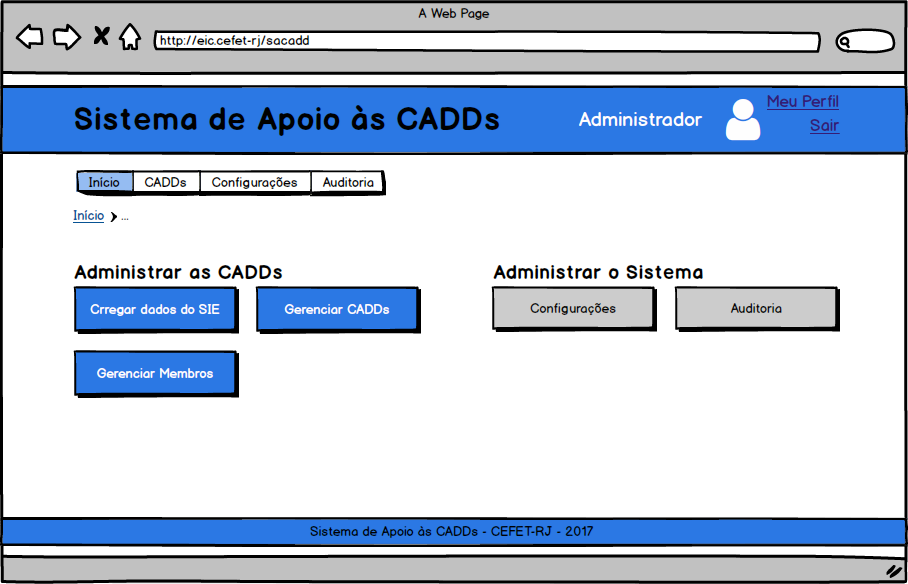 A Web Page
http://eic.cefet-rj/sacadd
Sistema de Apoio às CADDs
Administrador
Meu Perfil
Sair
Início CADDs Configurações Auditoria
Início ...
Administrar as CADDs
Crregar dados do SIE
Gerenciar CADDs
Gerenciar Membros
Administrar o Sistema
Configurações
Auditoria
Sistema de Apoio às CADDs - CEFET-RJ - 2017